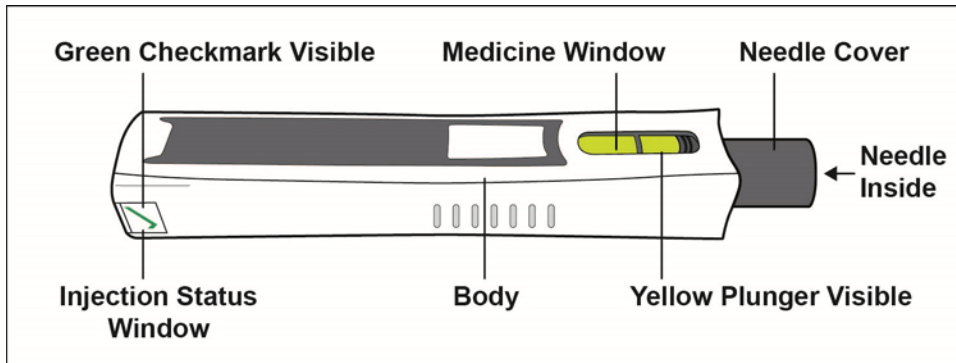 Green Checkmark Visible
Medicine Window
Needle Cover
Needle
Inside
Injection Status
Window
Body
Yellow Plunger Visible